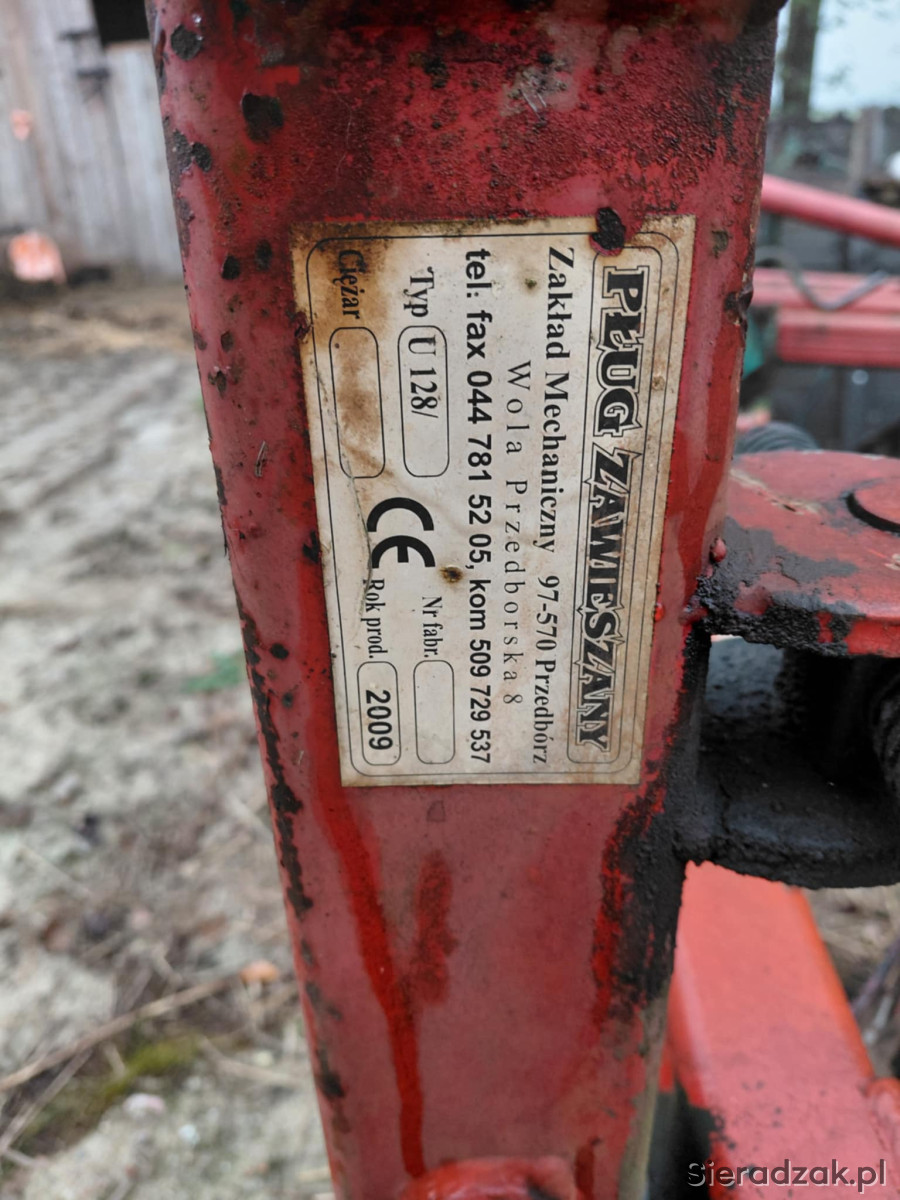 PŁUG ZAWIESZANY
Zakład Mechaniczny 97-570 Przedbórz
Wola Przedborska 8
tel: fax 044 781 52 05, kom 509 729 537
Typ U 128/ Nr fabr.
Ciężar CE Rok prod. 2009
Sieradzak.pl